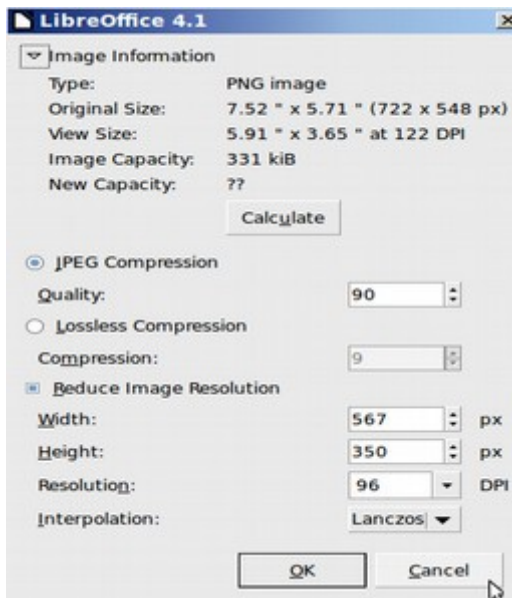 LibreOffice 4.1
Image Information
Type: PNG image
Original Size: 7.52 " x 5.71 " (722 x 548 px)
View Size: 5.91 " x 3.65 " at 122 DPI
Image Capacity: 331 kiB
New Capacity: ??
Calculate
JPEG Compression
Quality: 90
Lossless Compression
Compression: 9
Reduce Image Resolution
Width: 567 px
Height: 350 px
Resolution: 96 DPI
Interpolation: Lanczos
OK Cancel